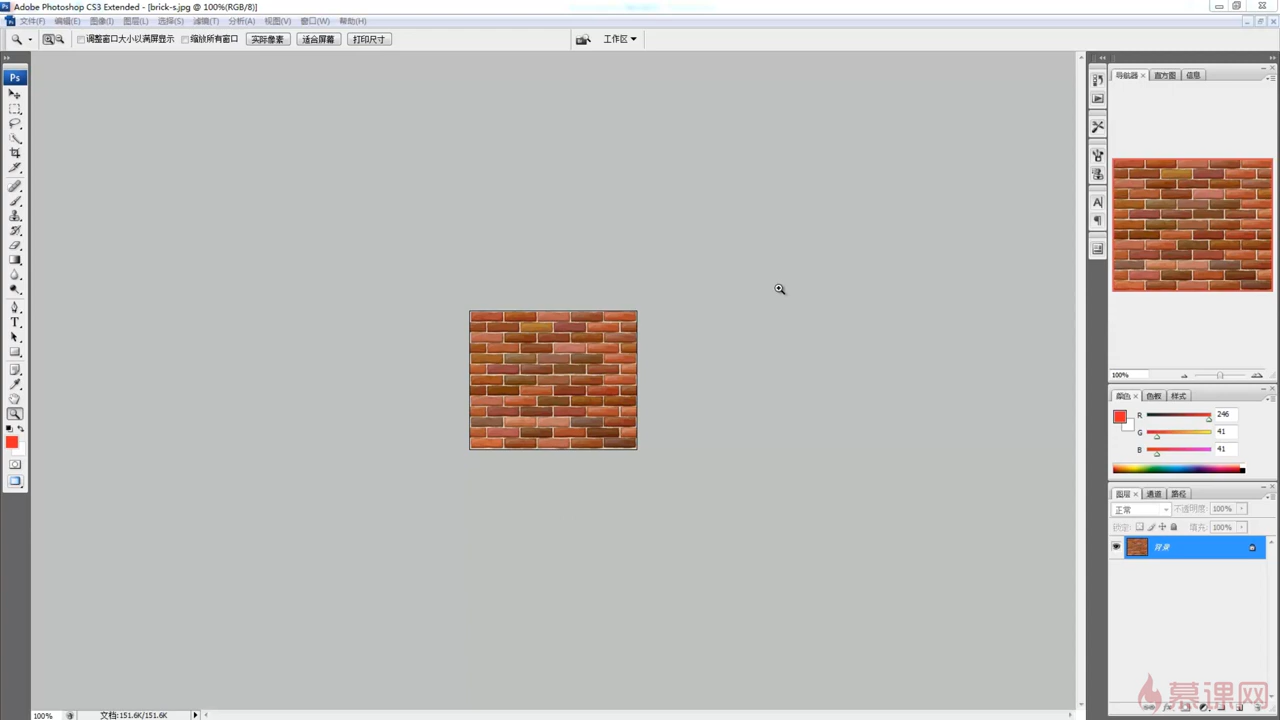 Adobe Photoshop CS3 Extended - [brick-s.jpg @ 100%(RGB/8)]
文件(F) 编辑(E) 图像(I) 图层(L) 选择(S) 滤镜(T) 分析(A) 视图(V) 窗口(W) 帮助(H)
调整窗口大小以满屏显示 缩放所有窗口 实际像素 适合屏幕 打印尺寸 工作区
Ps
导航器 直方图 信息
100%
颜色 色板 样式
R 246
G 41
B 41
图层 通道 路径
正常 不透明度: 100%
锁定: 填充: 100%
背景
慕课网
100% 文档:151.6K/151.6K